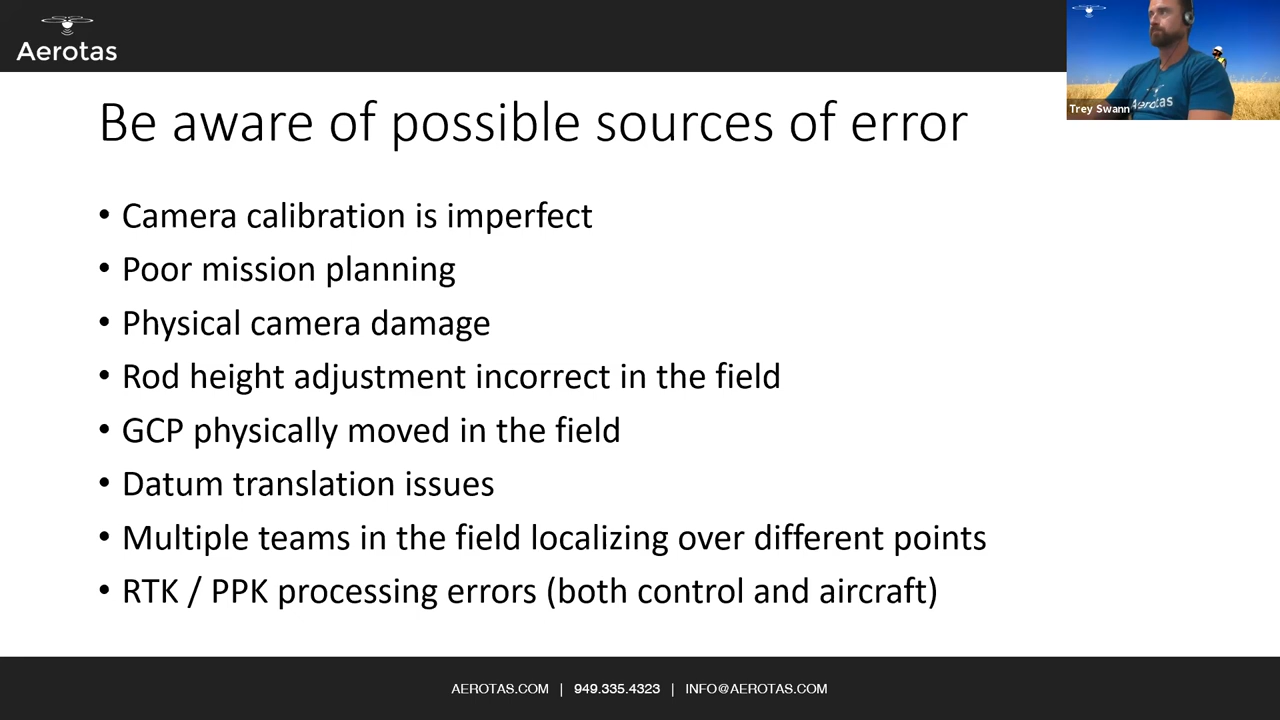 Aerotas
Trey Swann
Aerotas
Be aware of possible sources of error
• Camera calibration is imperfect
• Poor mission planning
• Physical camera damage
• Rod height adjustment incorrect in the field
• GCP physically moved in the field
• Datum translation issues
• Multiple teams in the field localizing over different points
• RTK / PPK processing errors (both control and aircraft)
AEROTAS.COM | 949.335.4323 | INFO@AEROTAS.COM